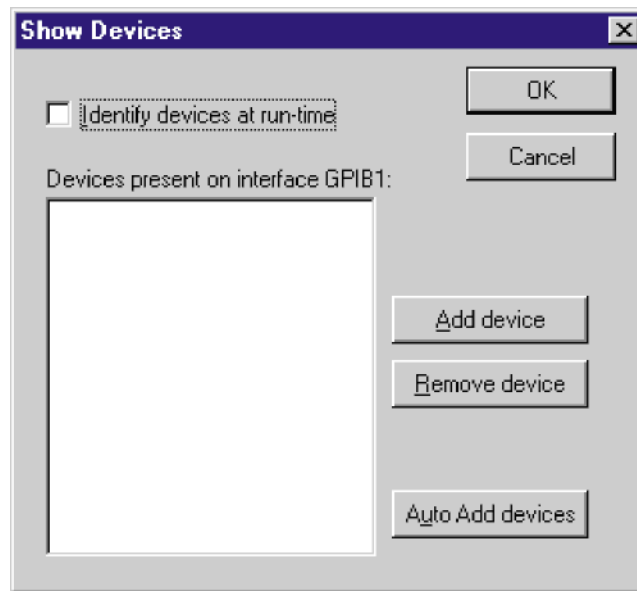 Show Devices
OK
Identify devices at run-time
Cancel
Devices present on interface GPIB1:
Add device
Remove device
Auto Add devices